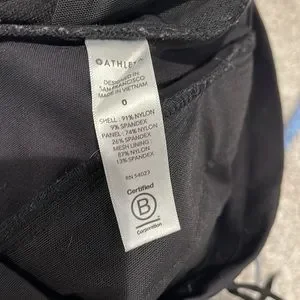 ATHLETA
DESIGNED IN
SAN FRANCISCO
MADE IN VIETNAM
0
SHELL : 91% NYLON
9% SPANDEX
PANEL : 74% NYLON
26% SPANDEX
MESH LINING
87% NYLON
13% SPANDEX
RN 54023
Certified
B
Corporation